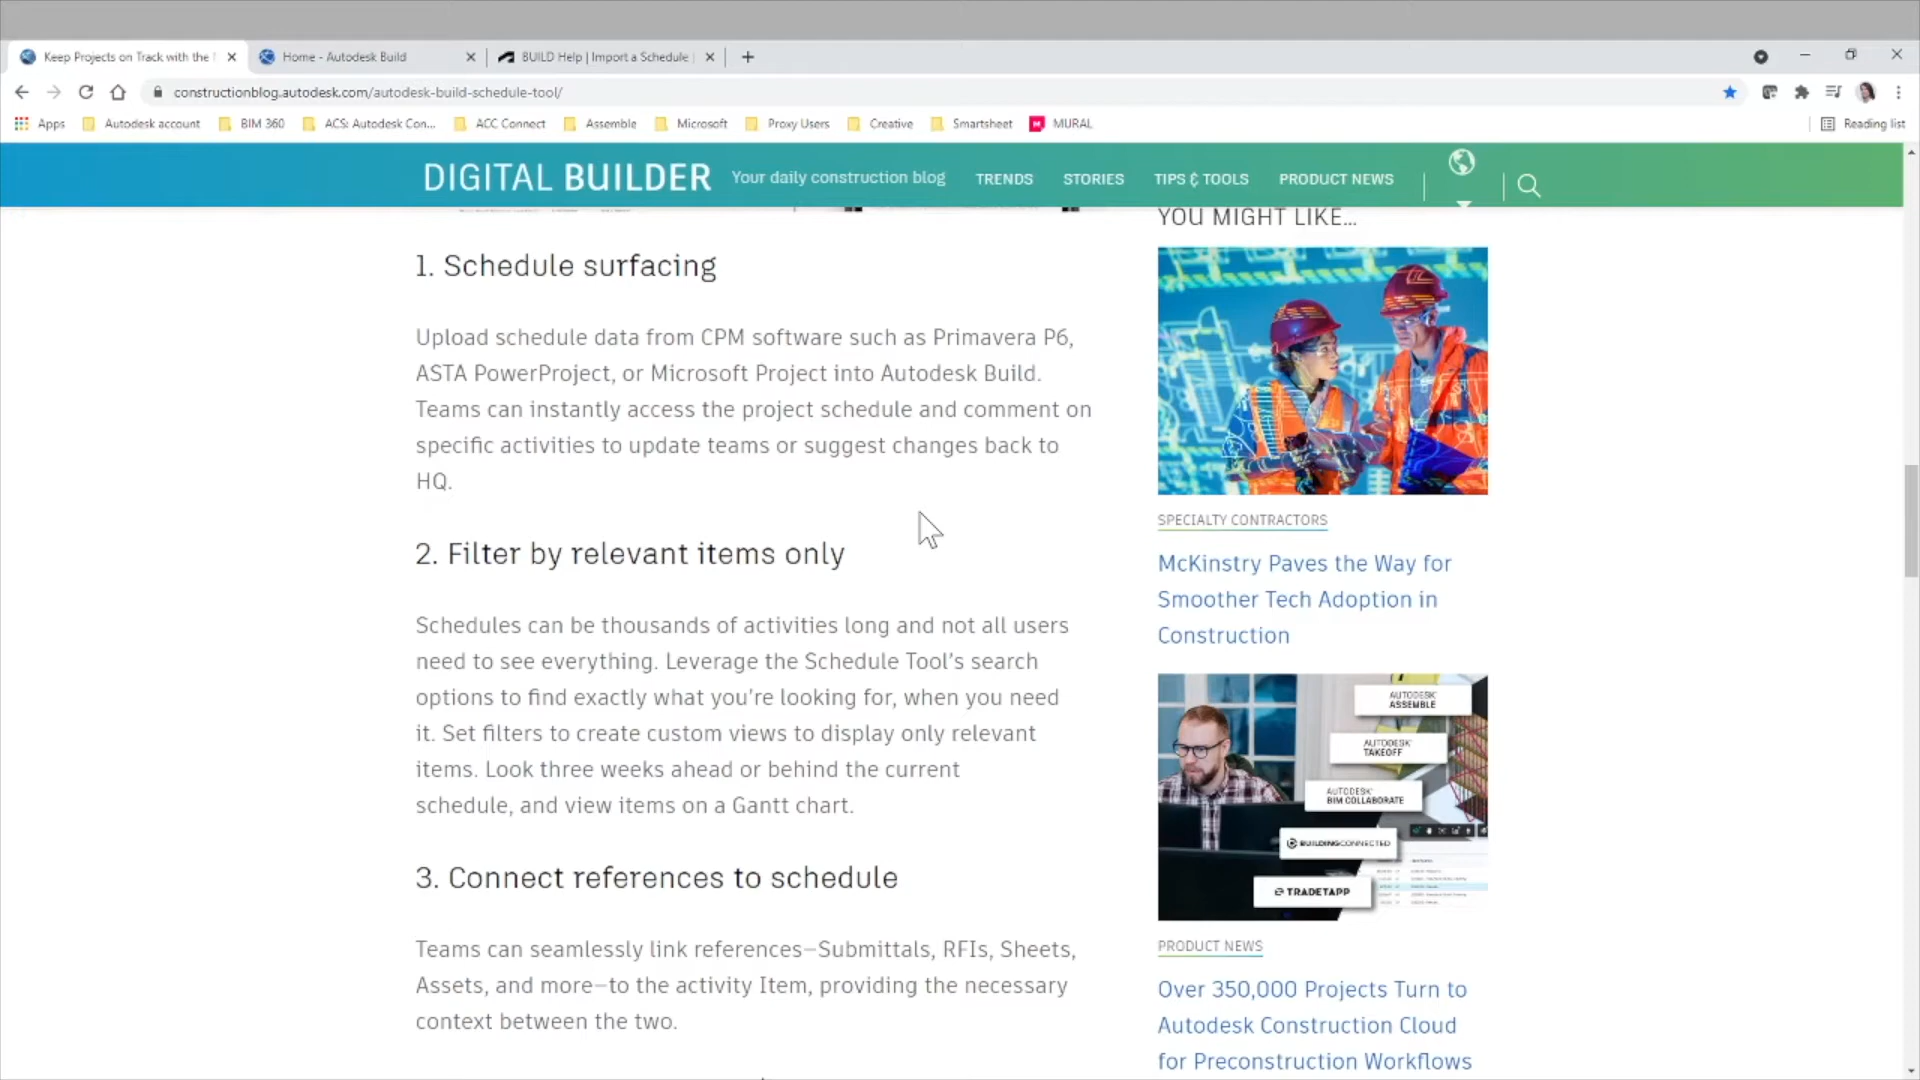 Keep Projects on Track with the
Home - Autodesk Build
BUILD Help | Import a Schedule
constructionblog.autodesk.com/autodesk-build-schedule-tool/
Apps
Autodesk account
BIM 360
ACS: Autodesk Con...
ACC Connect
Assemble
Microsoft
Proxy Users
Creative
Smartsheet
MURAL
Reading list
DIGITAL BUILDER
Your daily construction blog
TRENDS
STORIES
TIPS & TOOLS
PRODUCT NEWS
1. Schedule surfacing
Upload schedule data from CPM software such as Primavera P6,
ASTA PowerProject, or Microsoft Project into Autodesk Build.
Teams can instantly access the project schedule and comment on
specific activities to update teams or suggest changes back to
HQ.
2. Filter by relevant items only
Schedules can be thousands of activities long and not all users
need to see everything. Leverage the Schedule Tool’s search
options to find exactly what you’re looking for, when you need
it. Set filters to create custom views to display only relevant
items. Look three weeks ahead or behind the current
schedule, and view items on a Gantt chart.
3. Connect references to schedule
Teams can seamlessly link references—Submittals, RFIs, Sheets,
Assets, and more—to the activity Item, providing the necessary
context between the two.
YOU MIGHT LIKE...
SPECIALTY CONTRACTORS
McKinstry Paves the Way for
Smoother Tech Adoption in
Construction
AUTODESK®
ASSEMBLE
AUTODESK®
TAKEOFF
AUTODESK®
BIM COLLABORATE
BUILDINGCONNECTED
TRADETAPP
PRODUCT NEWS
Over 350,000 Projects Turn to
Autodesk Construction Cloud
for Preconstruction Workflows